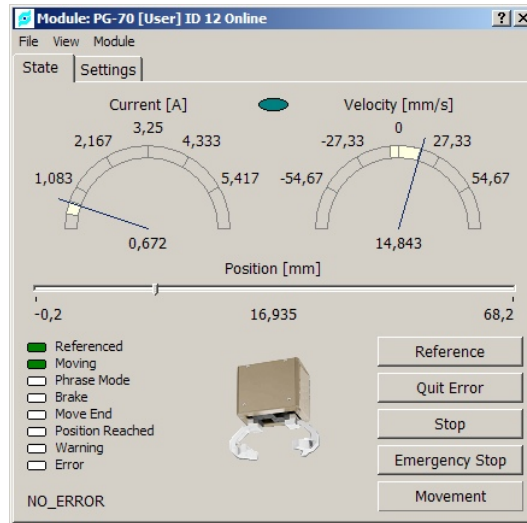 Module: PG-70 [User] ID 12 Online
File View Module
State Settings
Current [A]
Velocity [mm/s]
3,25
2,167 4,333
1,083 5,417
0,672
0
-27,33 27,33
-54,67 54,67
14,843
Position [mm]
-0,2 16,935 68,2
Referenced
Moving
Phrase Mode
Brake
Move End
Position Reached
Warning
Error
NO_ERROR
Reference
Quit Error
Stop
Emergency Stop
Movement